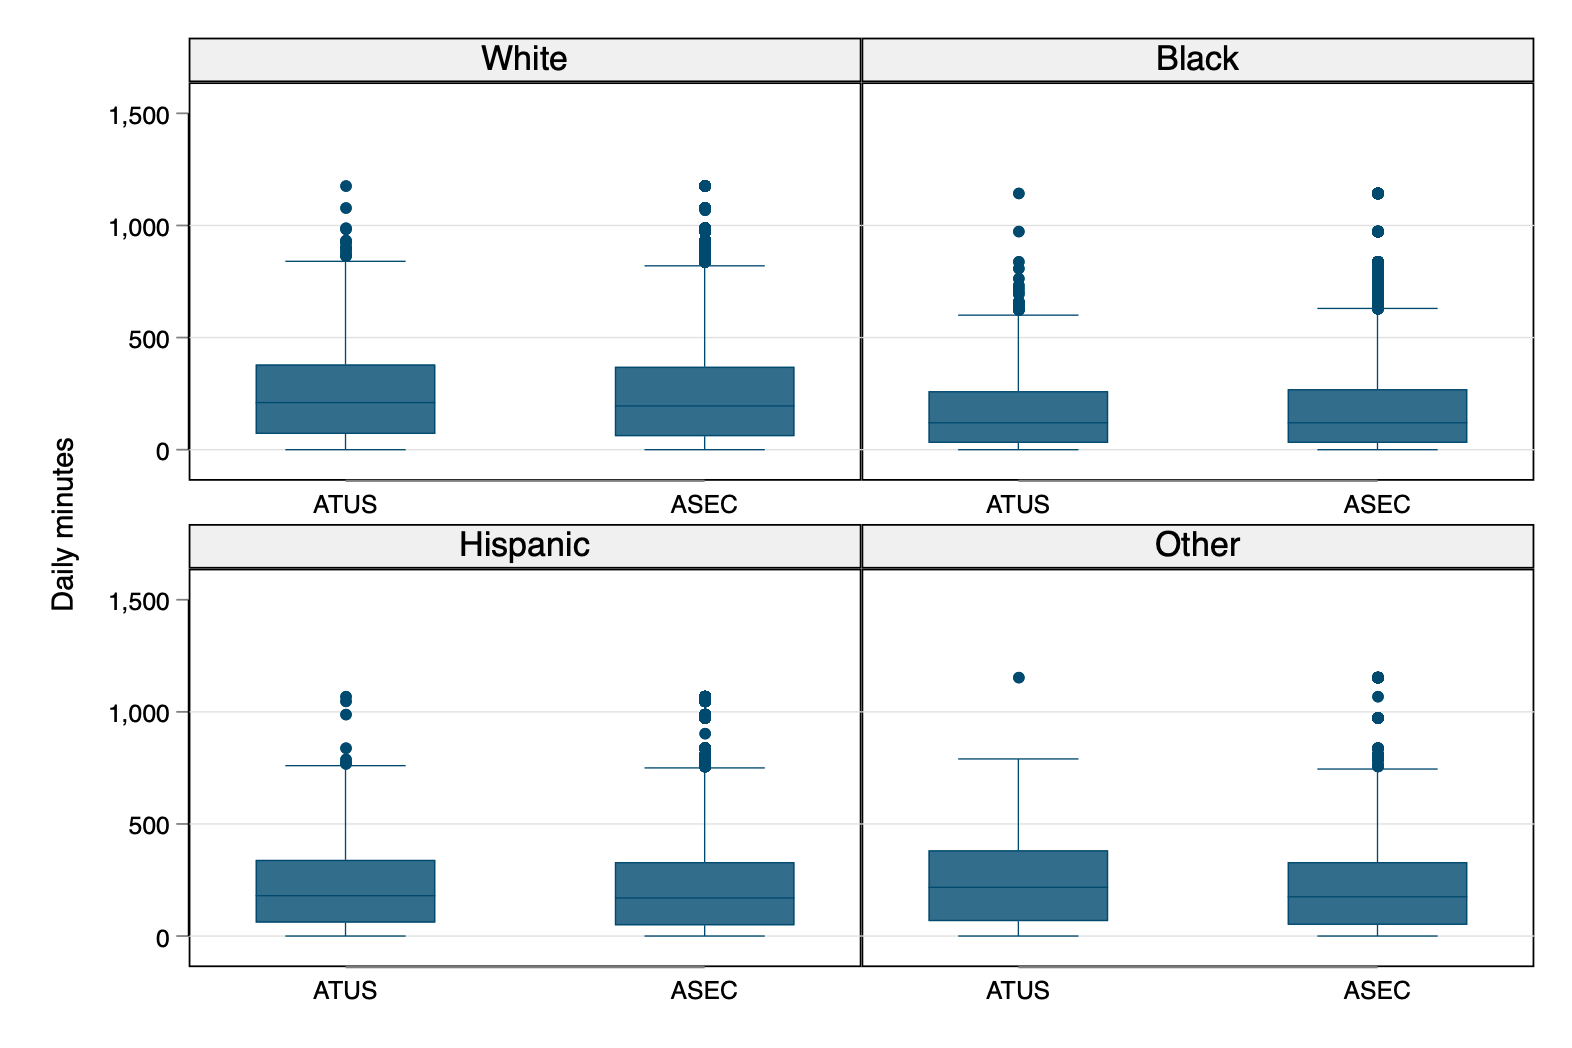 White
Black
Daily minutes
1,500
1,000
500
0
ATUS
ASEC
ATUS
ASEC
Hispanic
Other
1,500
1,000
500
0
ATUS
ASEC
ATUS
ASEC